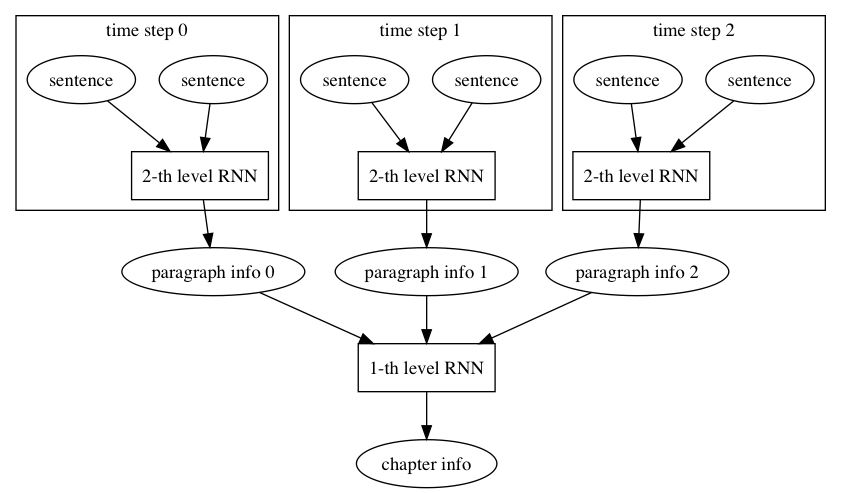 time step 0
time step 1
time step 2
sentence
sentence
sentence
sentence
sentence
sentence
2-th level RNN
2-th level RNN
2-th level RNN
paragraph info 0
paragraph info 1
paragraph info 2
1-th level RNN
chapter info